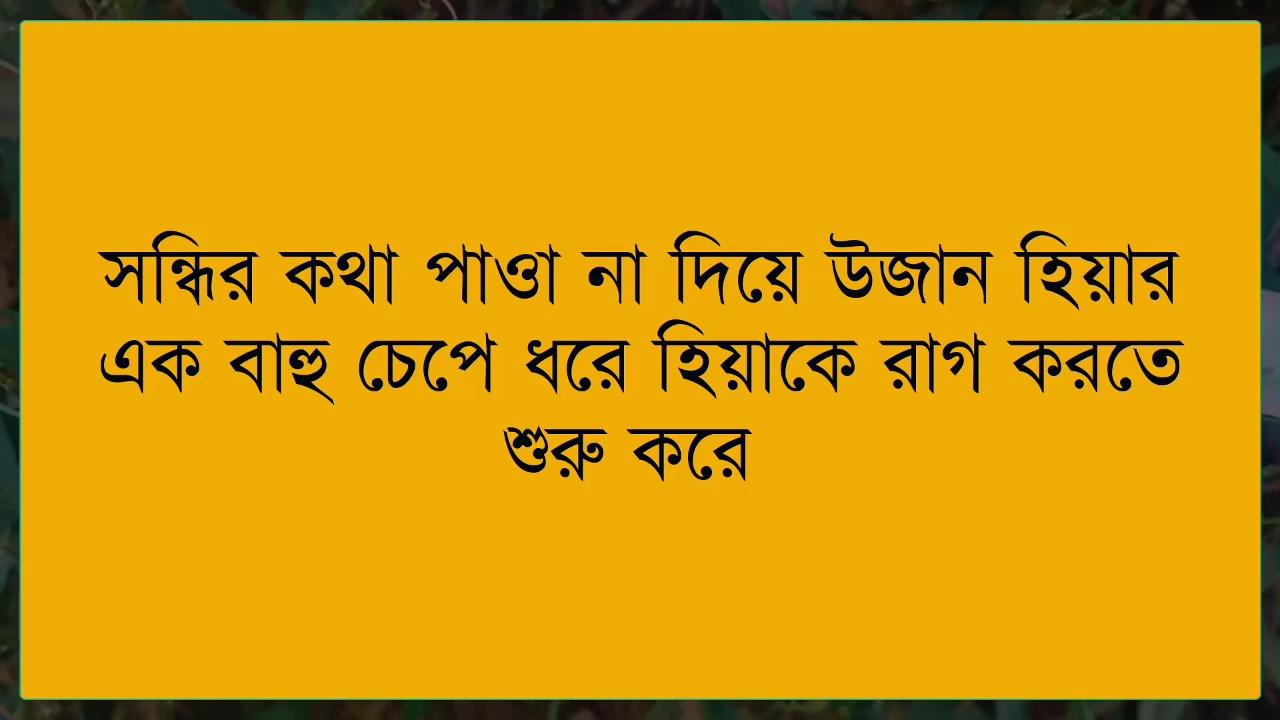 সন্ধির কথা পাত্তা না দিয়ে উজান হিয়ার
এক বাহু চেপে ধরে হিয়াকে রাগ করতে
শুরু করে